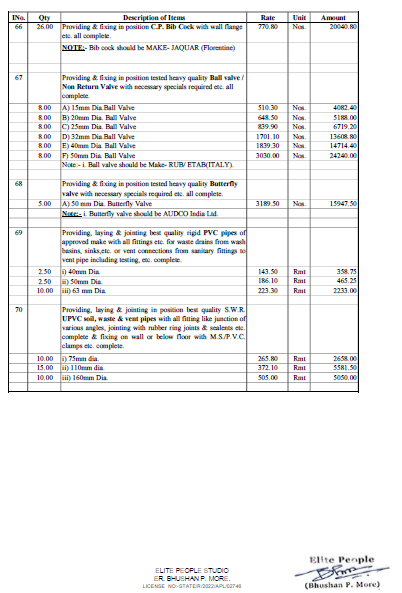 INo. Qty Description of Items Rate Unit Amount
66 26.00 Providing & fixing in position C.P. Bib Cock with wall flange 770.80 Nos. 20040.80
etc. all complete.
NOTE:- Bib cock should be MAKE- JAQUAR (Florentine)
67 Providing & fixing in position tested heavy quality Ball valve /
Non Return Valve with necessary specials required etc. all
complete.
8.00 A) 15mm Dia.Ball Valve 510.30 Nos. 4082.40
8.00 B) 20mm Dia. Ball Valve 648.50 Nos. 5188.00
8.00 C) 25mm Dia. Ball Valve 839.90 Nos. 6719.20
8.00 D) 32mm Dia.Ball Valve 1701.10 Nos. 13608.80
8.00 E) 40mm Dia. Ball Valve 1839.30 Nos. 14714.40
8.00 F) 50mm Dia. Ball Valve 3030.00 Nos. 24240.00
Note:- i. Ball valve should be Make- RUB/ ETAB(ITALY).
68 Providing & fixing in position tested heavy quality Butterfly
valve with necessary specials required etc. all complete.
5.00 A) 50 mm Dia. Butterfly Valve 3189.50 Nos. 15947.50
Note:- i. Butterfly valve should be AUDCO India Ltd.
69 Providing, laying & jointing best quality rigid PVC pipes of
approved make with all fittings etc. for waste drains from wash
basins, sinks,etc. or vent connections from sanitary fittings to
vent pipe including testing, etc. complete.
2.50 i) 40mm Dia. 143.50 Rmt 358.75
2.50 ii) 50mm Dia. 186.10 Rmt 465.25
10.00 iii) 63 mm Dia. 223.30 Rmt 2233.00
70 Providing, laying & jointing in position best quality S.W.R.
UPVC soil, waste & vent pipes with all fitting like junction of
various angles, jointing with rubber ring joints & sealents etc.
complete & fixing on wall or below floor with M.S./P.V.C.
clamps etc. complete.
10.00 i) 75mm dia. 265.80 Rmt 2658.00
15.00 ii) 110mm dia. 372.10 Rmt 5581.50
10.00 iii) 160mm Dia. 505.00 Rmt 5050.00
Elite People
(Bhushan P. More)
ELITE PEOPLE STUDIO
ER. BHUSHAN P. MORE.
LICENSE NO.-STATE/R/2022/APL/02746